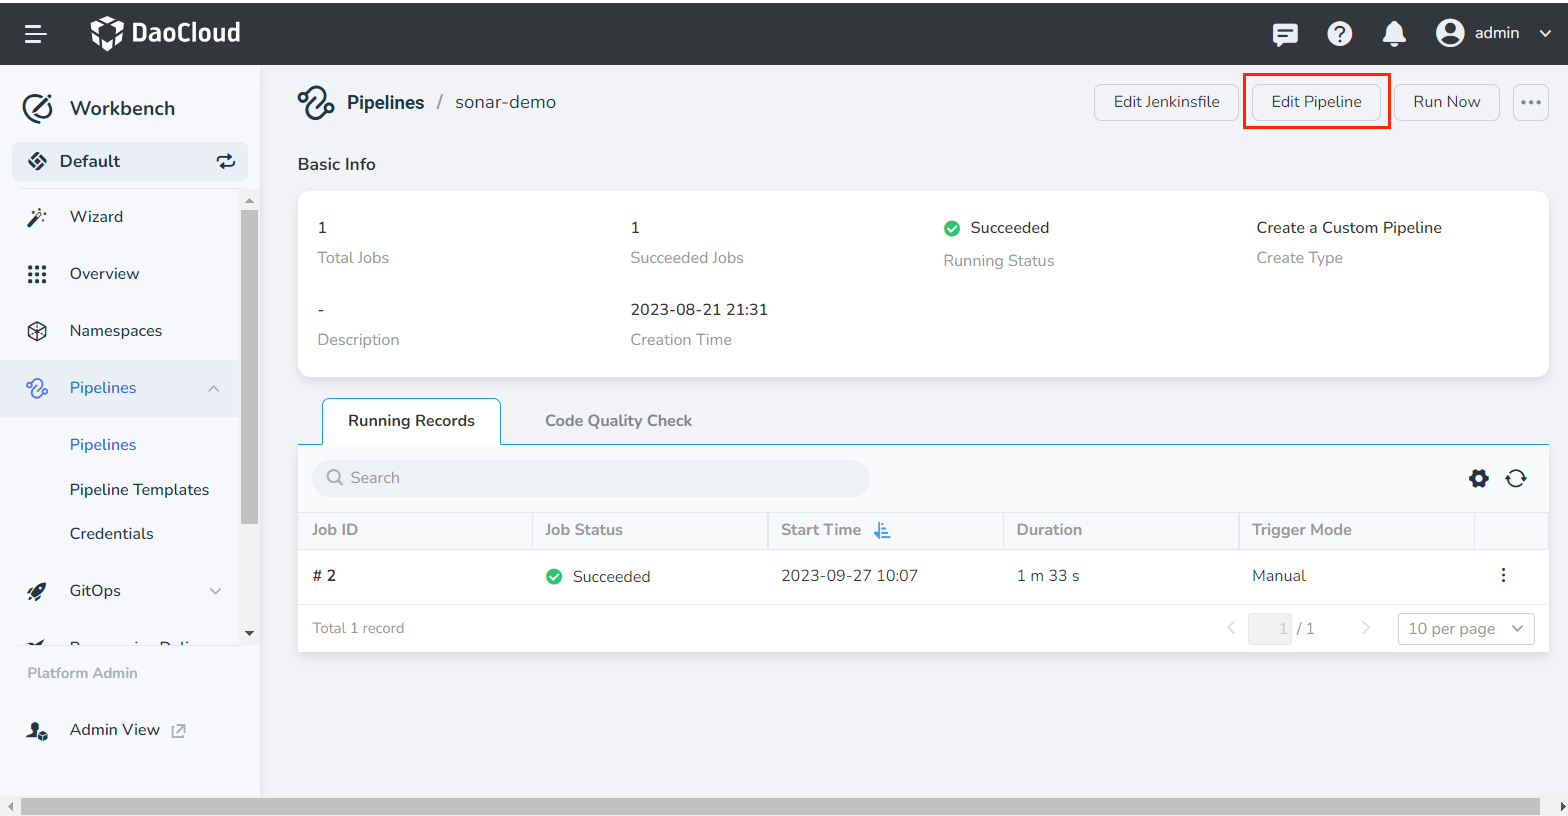 DaoCloud
admin
Workbench
Default
Wizard
Overview
Namespaces
Pipelines
Pipelines
Pipeline Templates
Credentials
GitOps
Platform Admin
Admin View
Pipelines / sonar-demo
Edit Jenkinsfile
Edit Pipeline
Run Now
Basic Info
1
Total Jobs
1
Succeeded Jobs
Succeeded
Running Status
Create a Custom Pipeline
Create Type
-
Description
2023-08-21 21:31
Creation Time
Running Records
Code Quality Check
Search
Job ID Job Status Start Time Duration Trigger Mode
# 2 Succeeded 2023-09-27 10:07 1 m 33 s Manual
Total 1 record
1 / 1
10 per page